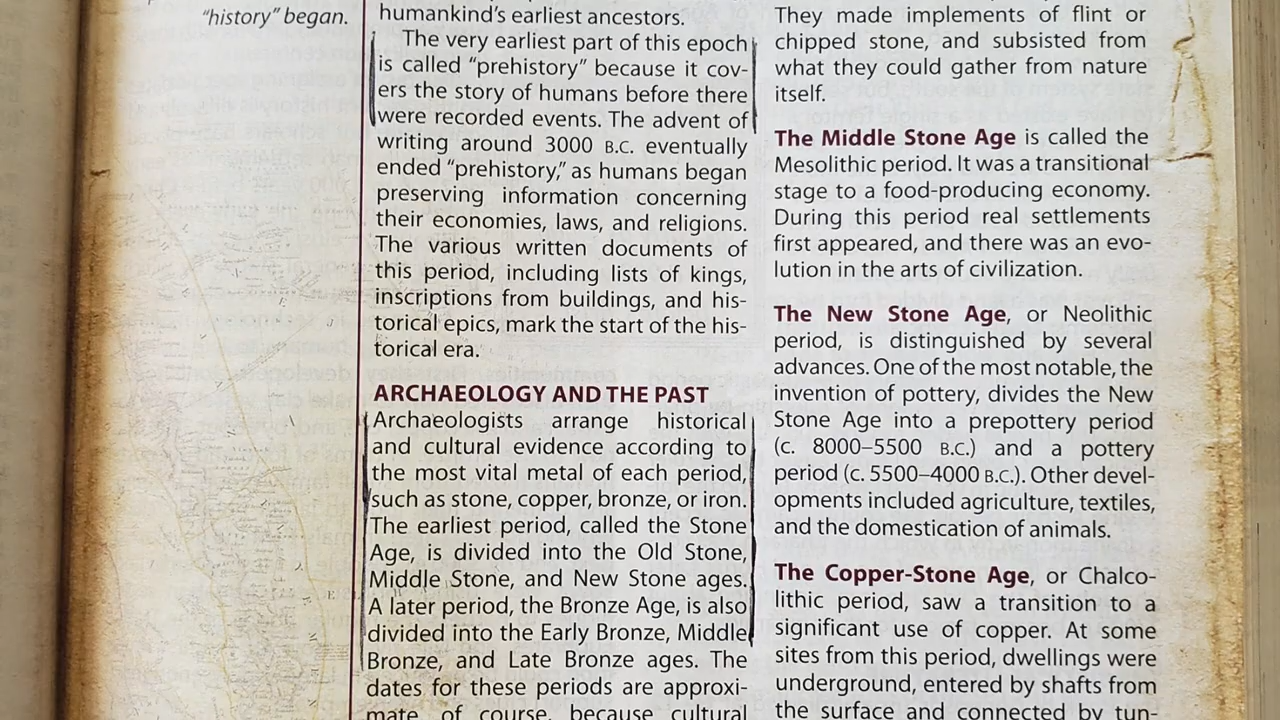 "history" began.
humankind's earliest ancestors.
The very earliest part of this epoch
is called "prehistory" because it cov-
ers the story of humans before there
were recorded events. The advent of
writing around 3000 B.C. eventually
ended "prehistory," as humans began
preserving information concerning
their economies, laws, and religions.
The various written documents of
this period, including lists of kings,
inscriptions from buildings, and his-
torical epics, mark the start of the his-
torical era.
ARCHAEOLOGY AND THE PAST
Archaeologists arrange historical
and cultural evidence according to
the most vital metal of each period,
such as stone, copper, bronze, or iron.
The earliest period, called the Stone
Age, is divided into the Old Stone,
Middle Stone, and New Stone ages.
A later period, the Bronze Age, is also
divided into the Early Bronze, Middle
Bronze, and Late Bronze ages. The
dates for these periods are approxi-
mate, of course, because cultural
They made implements of flint or
chipped stone, and subsisted from
what they could gather from nature
itself.
The Middle Stone Age is called the
Mesolithic period. It was a transitional
stage to a food-producing economy.
During this period real settlements
first appeared, and there was an evo-
lution in the arts of civilization.
The New Stone Age, or Neolithic
period, is distinguished by several
advances. One of the most notable, the
invention of pottery, divides the New
Stone Age into a prepottery period
(c. 8000–5500 B.C.) and a pottery
period (c. 5500–4000 B.C.). Other devel-
opments included agriculture, textiles,
and the domestication of animals.
The Copper-Stone Age, or Chalco-
lithic period, saw a transition to a
significant use of copper. At some
sites from this period, dwellings were
underground, entered by shafts from
the surface and connected by tun-